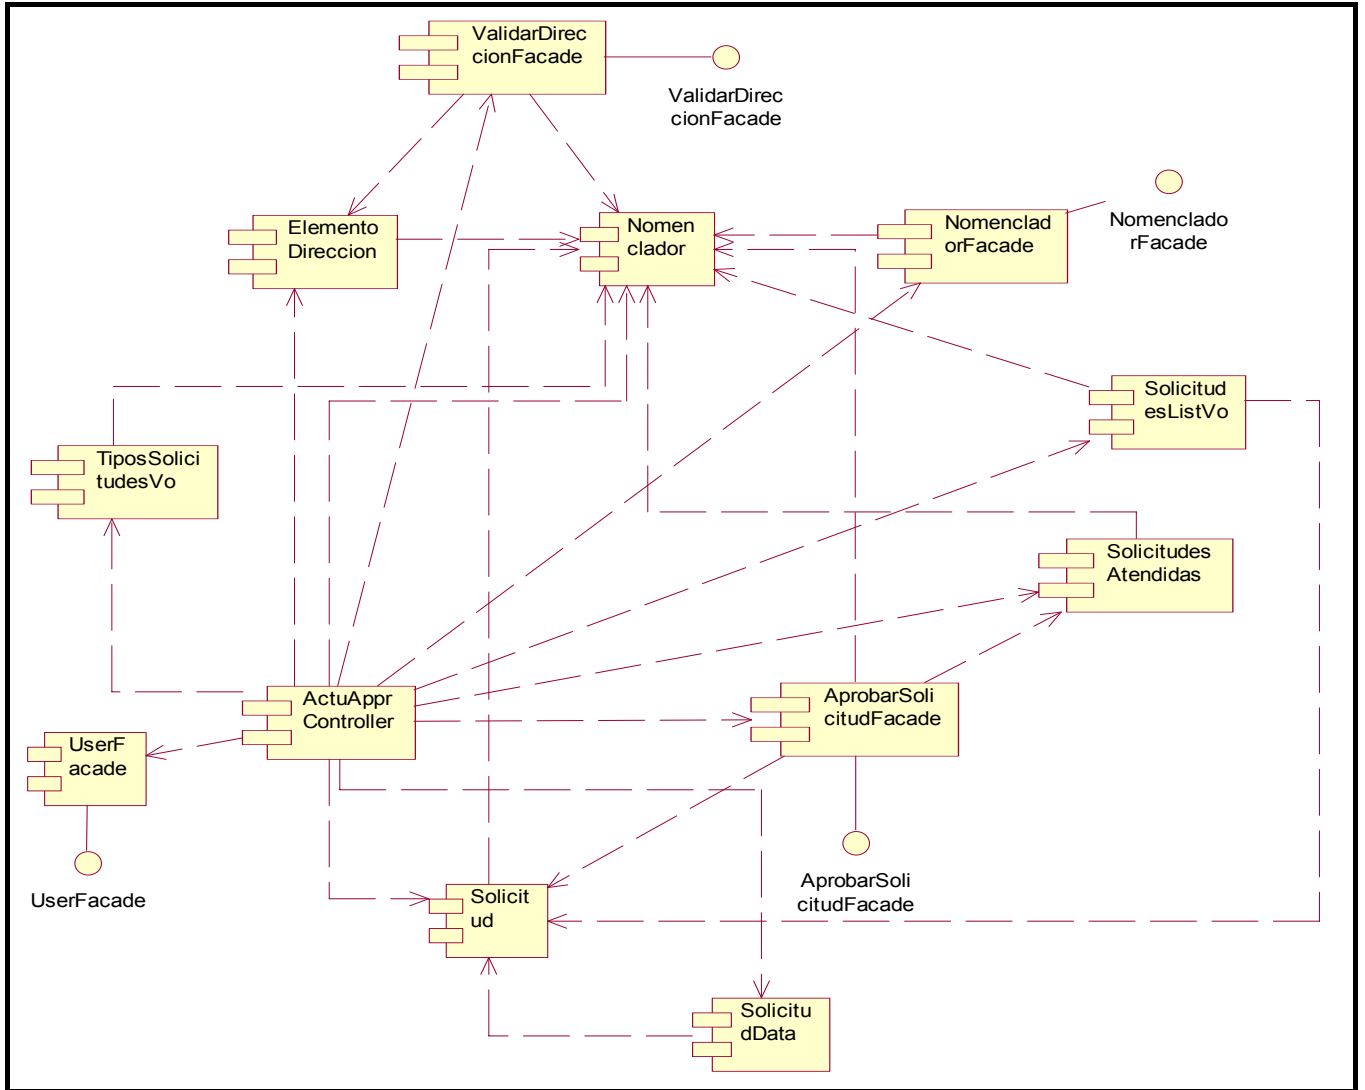 ValidarDirec
cionFacade
ValidarDirec
cionFacade
Nomenclado
rFacade
Elemento
Direccion
Nomen
clador
Nomenclad
orFacade
Solicitud
esListVo
TiposSolici
tudesVo
Solicitudes
Atendidas
ActuAppr
Controller
AprobarSoli
citudFacade
UserF
acade
UserFacade
AprobarSoli
citudFacade
Solicit
ud
Solicitu
dData